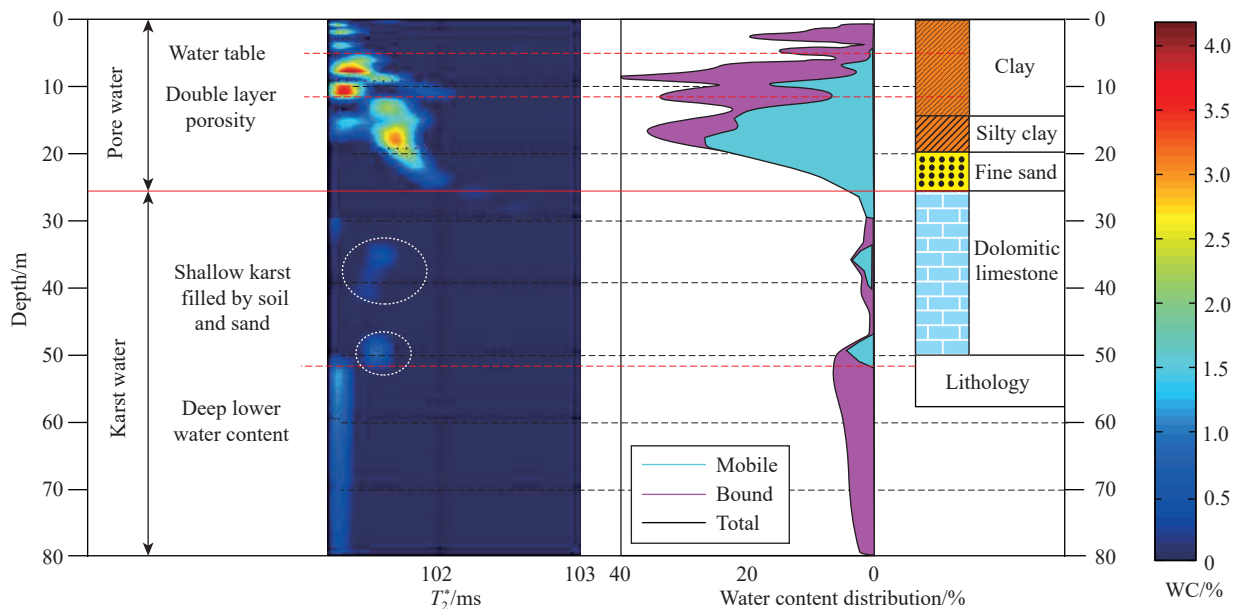 0
10
20
30
40
50
60
70
80
Depth/m
Pore water
Karst water
Water table
Double layer
porosity
Shallow karst
filled by soil
and sand
Deep lower
water content
102
103
T₂*/ms
40
20
0
Water content distribution/%
Mobile
Bound
Total
Clay
Silty clay
Fine sand
Dolomitic
limestone
Lithology
0
10
20
30
40
50
60
70
80
4.0
3.5
3.0
2.5
2.0
1.5
1.0
0.5
0
WC/%